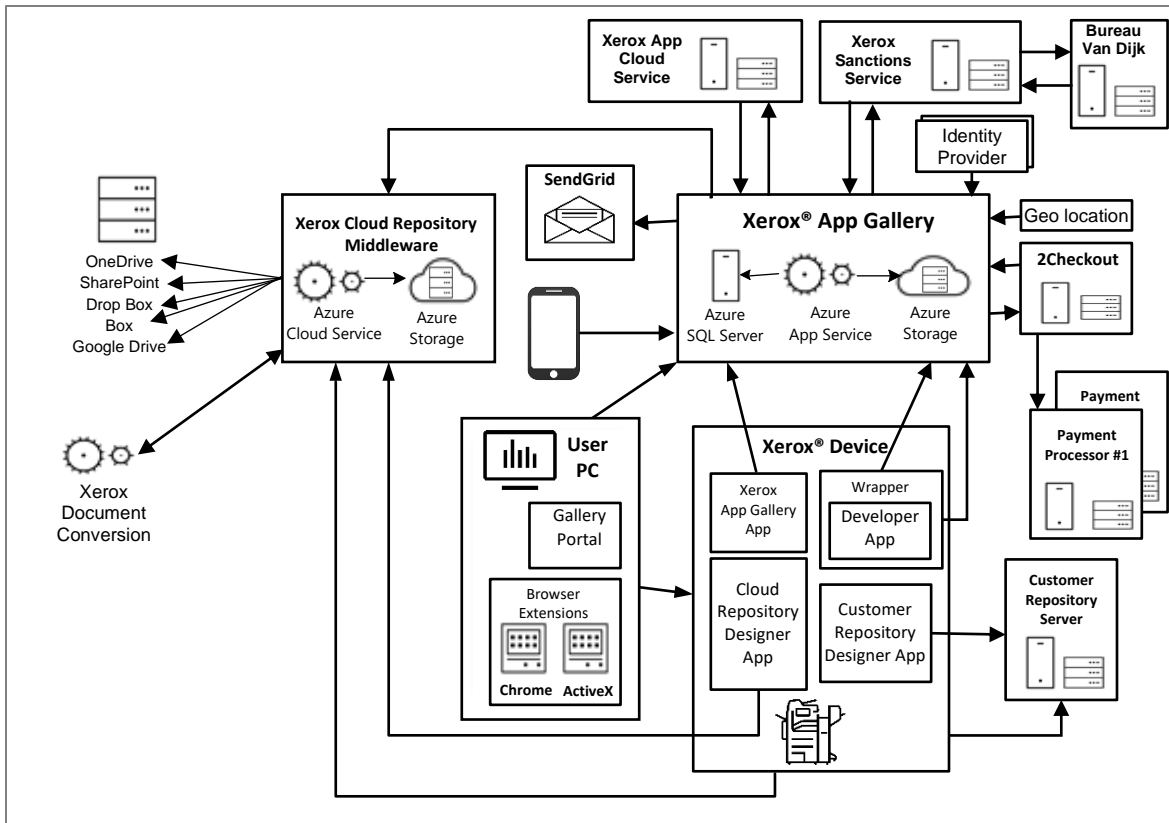 Xerox App
Cloud
Service
Xerox
Sanctions
Service
Bureau
Van Dijk
Identity
Provider
SendGrid
Xerox® App Gallery
Geo location
Xerox Cloud Repository
Middleware
Azure
Cloud Service
Azure
Storage
Azure
SQL Server
Azure
App Service
Azure
Storage
2Checkout
OneDrive
SharePoint
Drop Box
Box
Google Drive
Payment
Payment
Processor #1
Xerox
Document
Conversion
User
PC
Gallery
Portal
Browser
Extensions
Chrome
ActiveX
Xerox® Device
Xerox
App Gallery
App
Wrapper
Developer
App
Cloud
Repository
Designer
App
Customer
Repository
Designer App
Customer
Repository
Server